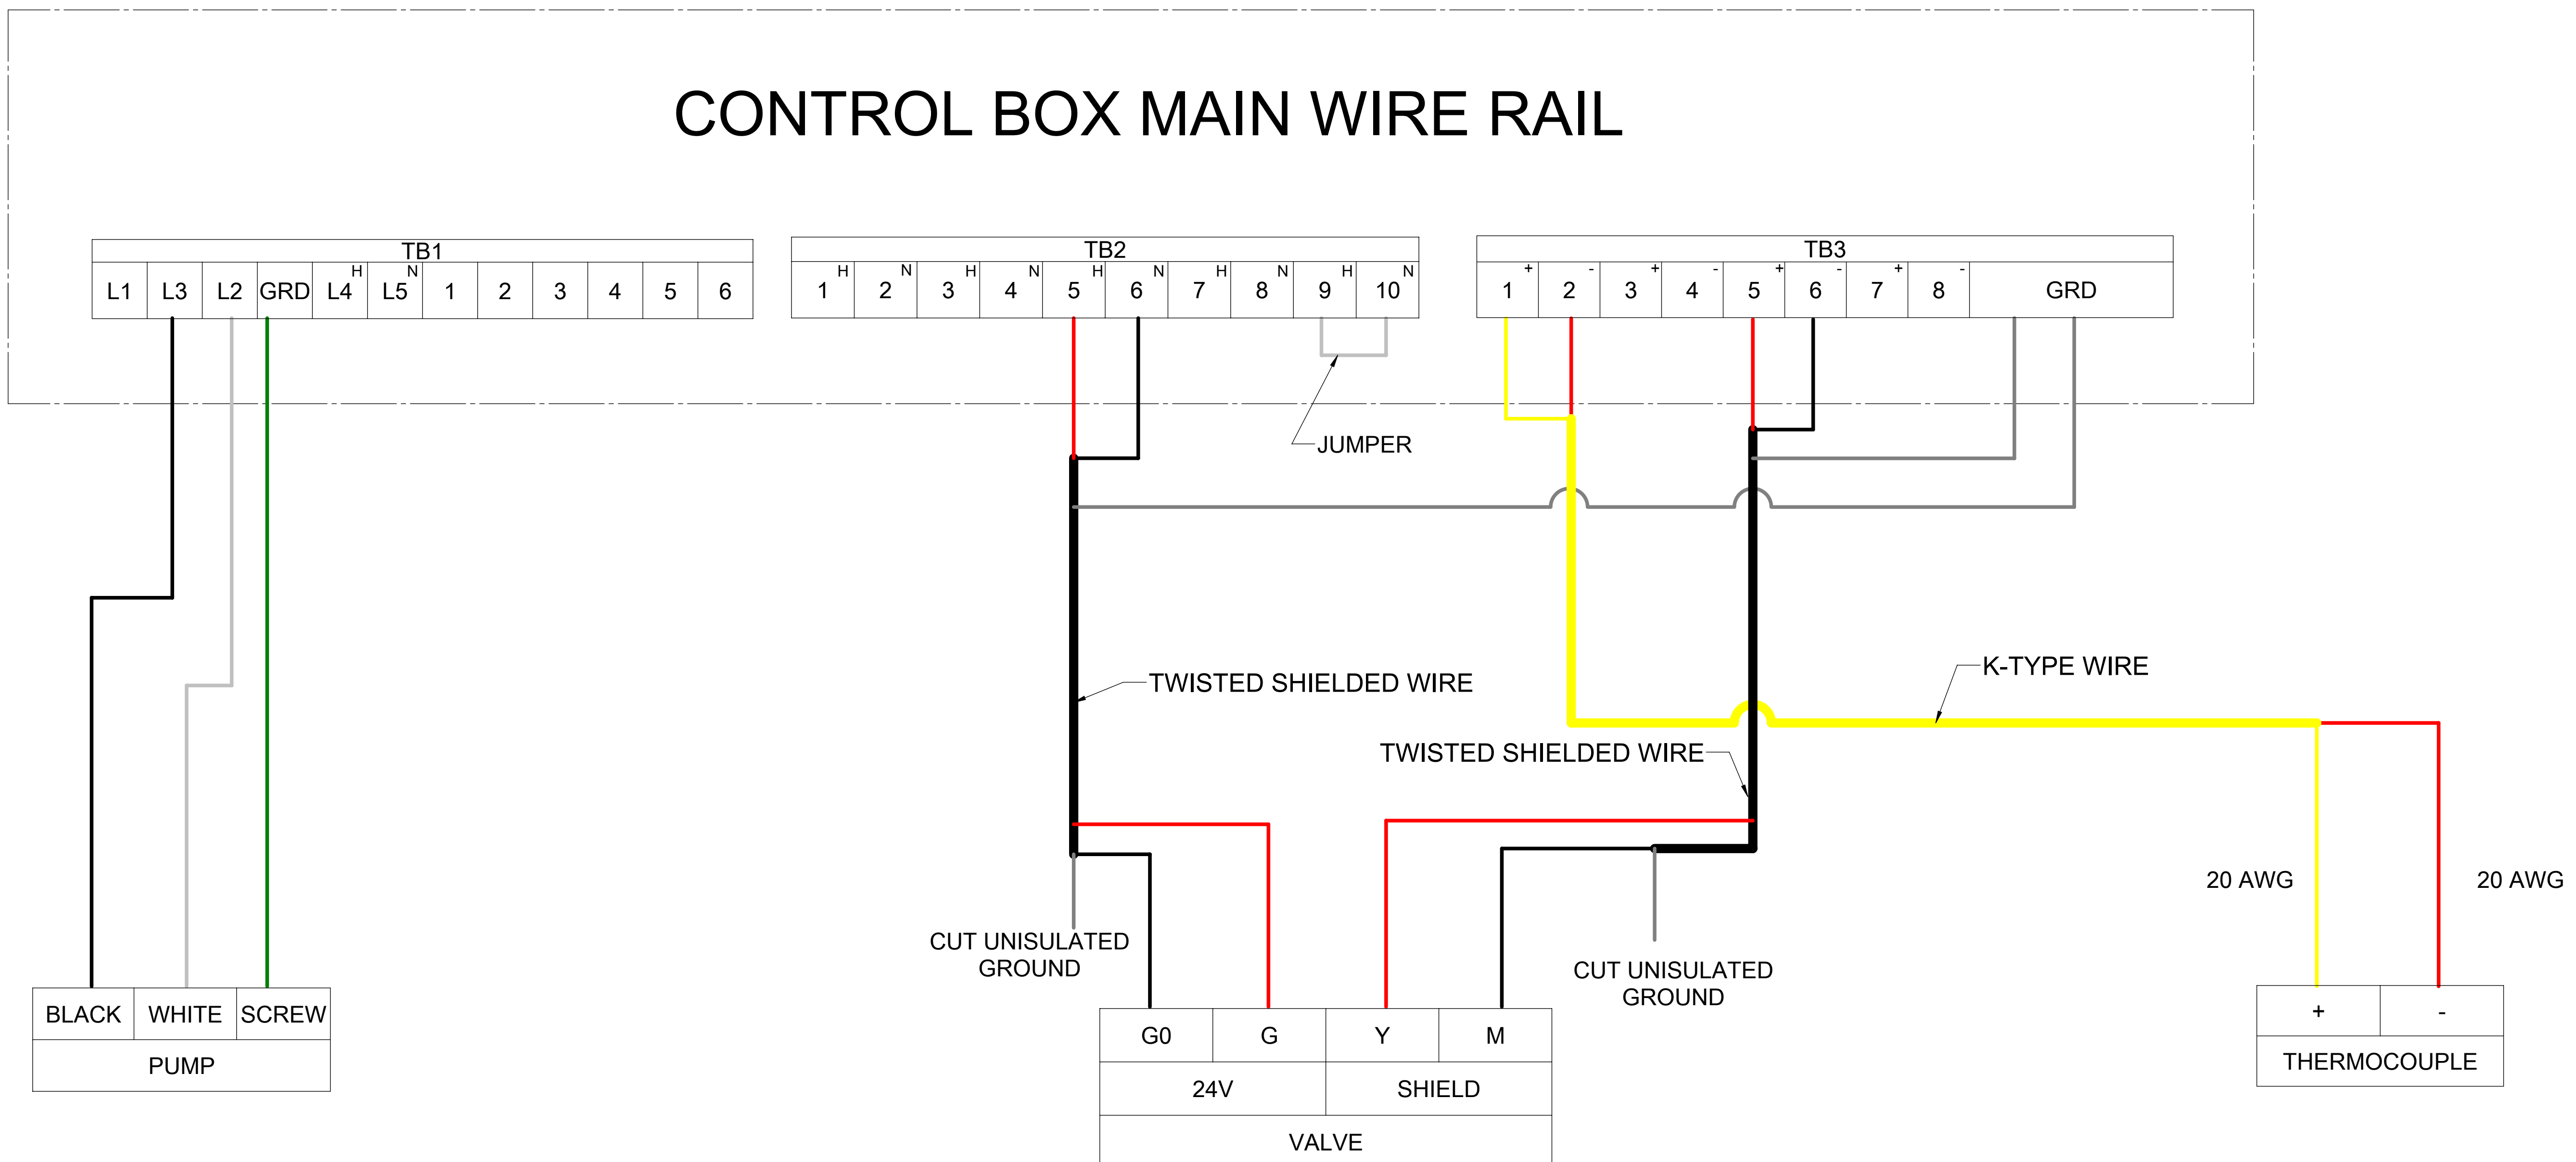 CONTROL BOX MAIN WIRE RAIL
TB1
L1 L3 L2 GRD L4 H L5 N 1 2 3 4 5 6
TB2
1 H 2 N 3 H 4 N 5 H 6 N 7 H 8 N 9 H 10 N
TB3
1 + 2 - 3 + 4 - 5 + 6 - 7 + 8 - GRD
JUMPER
K-TYPE WIRE
TWISTED SHIELDED WIRE
TWISTED SHIELDED WIRE
20 AWG
20 AWG
CUT UNISULATED
GROUND
CUT UNISULATED
GROUND
BLACK WHITE SCREW
PUMP
G0 G Y M
24V SHIELD
VALVE
+ -
THERMOCOUPLE